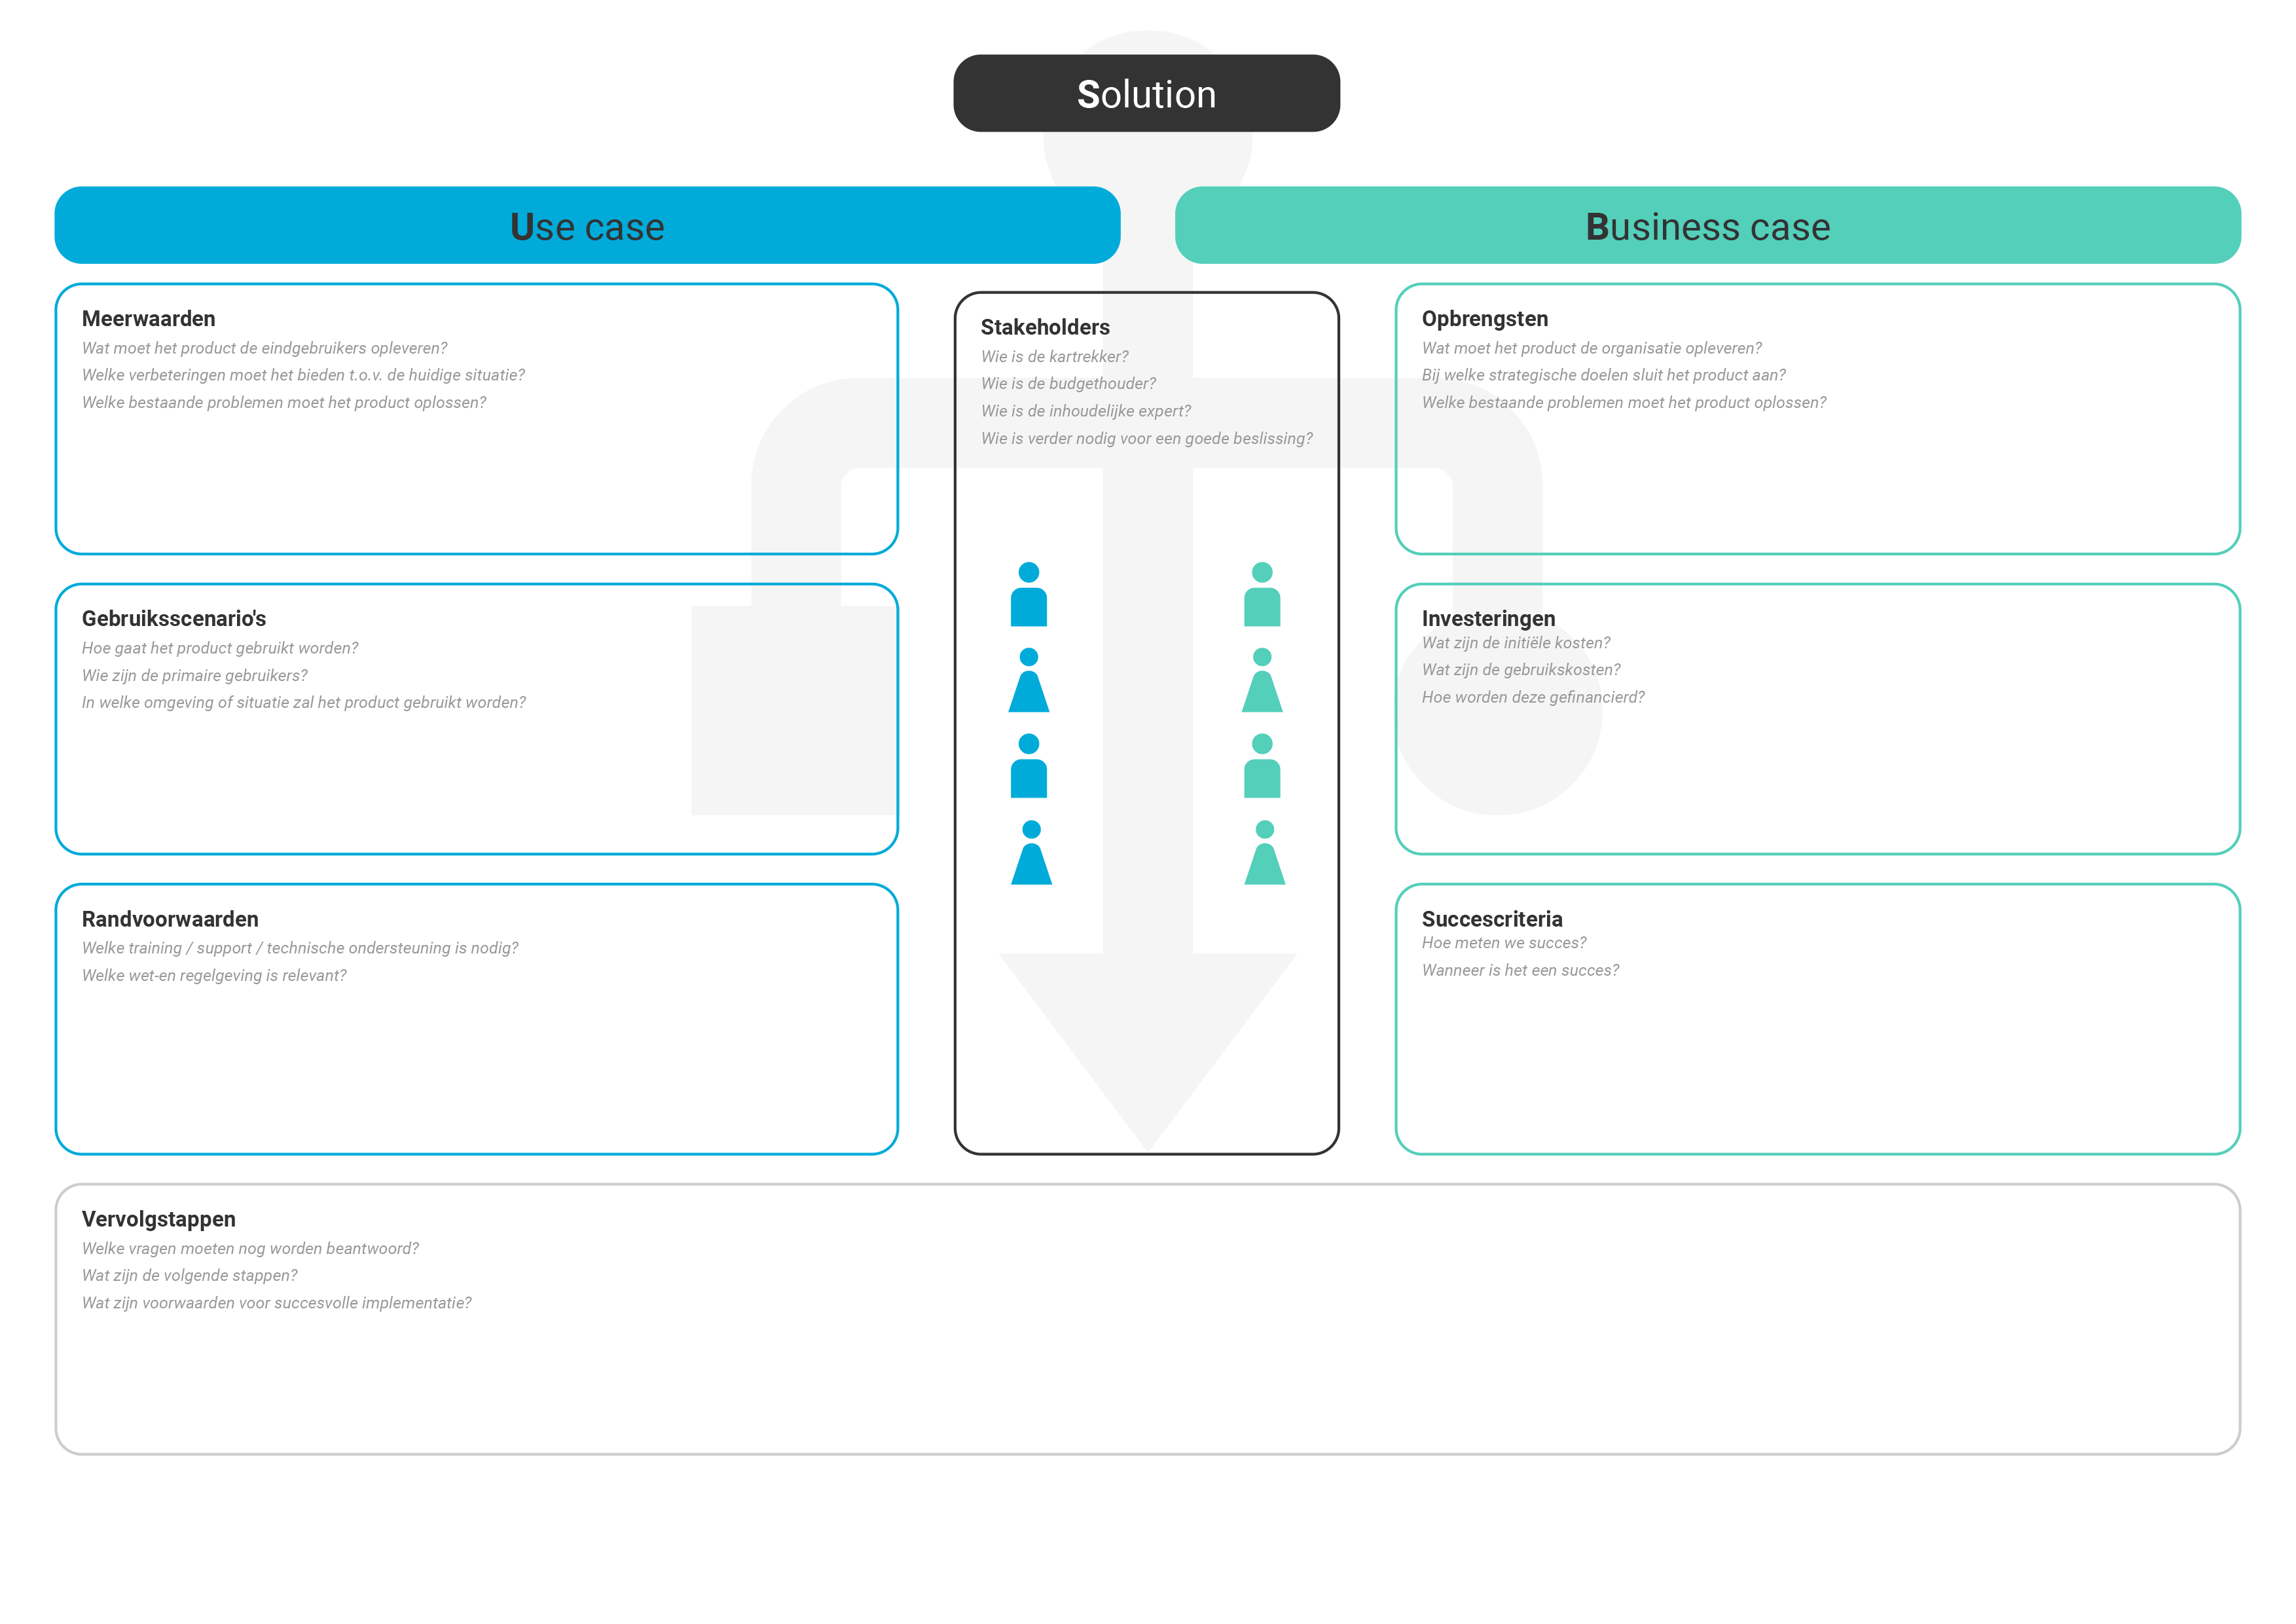 Solution
Use case
Business case
Meerwaarden
Wat moet het product de eindgebruikers opleveren?
Welke verbeteringen moet het bieden t.o.v. de huidige situatie?
Welke bestaande problemen moet het product oplossen?
Gebruiksscenario's
Hoe gaat het product gebruikt worden?
Wie zijn de primaire gebruikers?
In welke omgeving of situatie zal het product gebruikt worden?
Randvoorwaarden
Welke training / support / technische ondersteuning is nodig?
Welke wet-en regelgeving is relevant?
Stakeholders
Wie is de kartrekker?
Wie is de budgethouder?
Wie is de inhoudelijke expert?
Wie is verder nodig voor een goede beslissing?
Opbrengsten
Wat moet het product de organisatie opleveren?
Bij welke strategische doelen sluit het product aan?
Welke bestaande problemen moet het product oplossen?
Investeringen
Wat zijn de initiële kosten?
Wat zijn de gebruikskosten?
Hoe worden deze gefinancierd?
Succescriteria
Hoe meten we succes?
Wanneer is het een succes?
Vervolgstappen
Welke vragen moeten nog worden beantwoord?
Wat zijn de volgende stappen?
Wat zijn voorwaarden voor succesvolle implementatie?